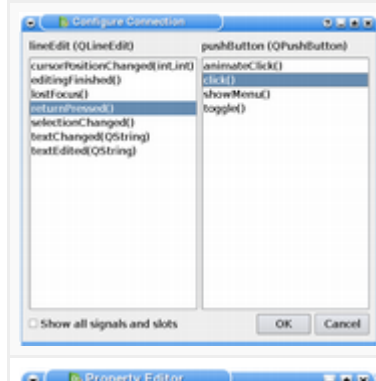 Configure Connection
lineEdit (QLineEdit)
pushButton (QPushButton)
cursorPositionChanged(int,int)
editingFinished()
lostFocus()
returnPressed()
selectionChanged()
textChanged(QString)
textEdited(QString)
animateClick()
click()
showMenu()
toggle()
Show all signals and slots
OK
Cancel
Property Editor